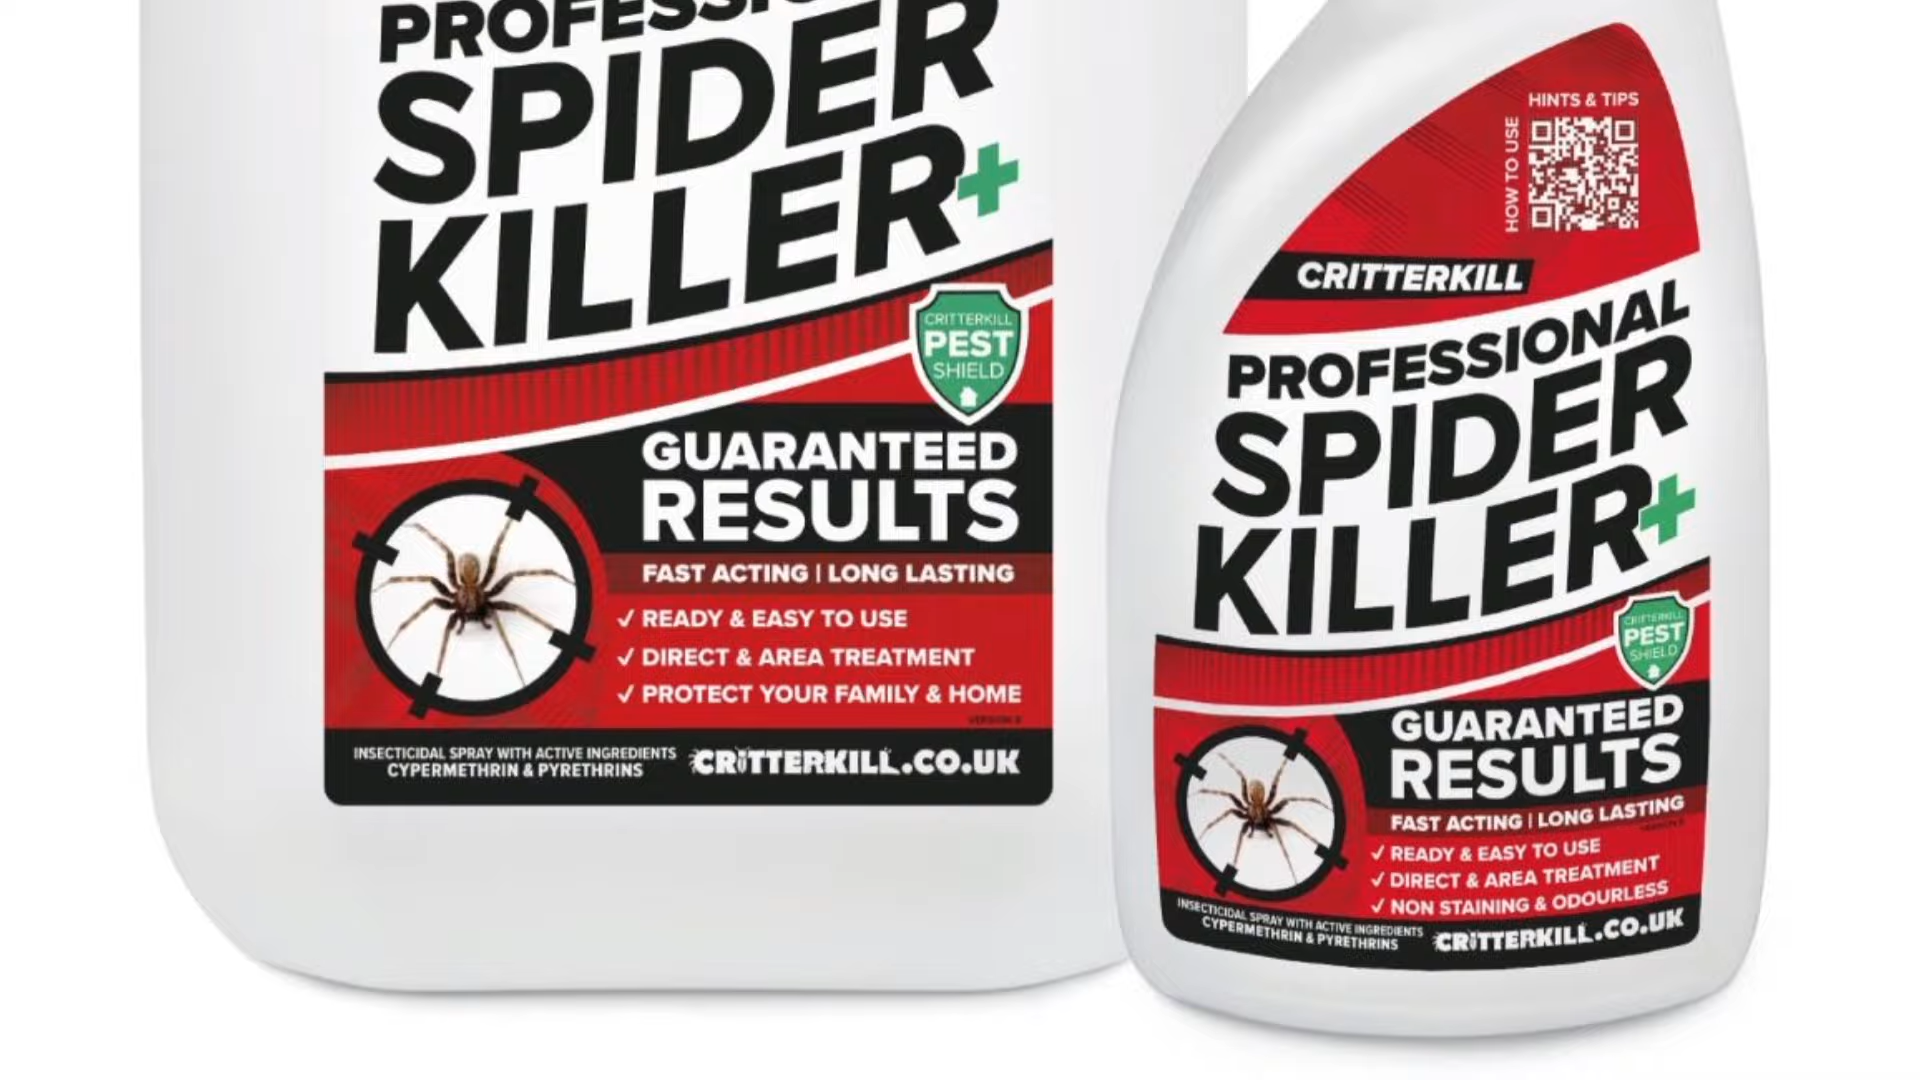 PROFESSIONAL
SPIDER
KILLER+
CRITTERKILL
PEST
SHIELD
GUARANTEED
RESULTS
FAST ACTING | LONG LASTING
✓ READY & EASY TO USE
✓ DIRECT & AREA TREATMENT
✓ PROTECT YOUR FAMILY & HOME
INSECTICIDAL SPRAY WITH ACTIVE INGREDIENTS
CYPERMETHRIN & PYRETHRINS
CRITTERKILL.CO.UK
HINTS & TIPS
HOW TO USE
CRITTERKILL
PROFESSIONAL
SPIDER
KILLER+
CRITTERKILL
PEST
SHIELD
GUARANTEED
RESULTS
FAST ACTING | LONG LASTING
✓ READY & EASY TO USE
✓ DIRECT & AREA TREATMENT
✓ NON STAINING & ODOURLESS
INSECTICIDAL SPRAY WITH ACTIVE INGREDIENTS
CYPERMETHRIN & PYRETHRINS
CRITTERKILL.CO.UK